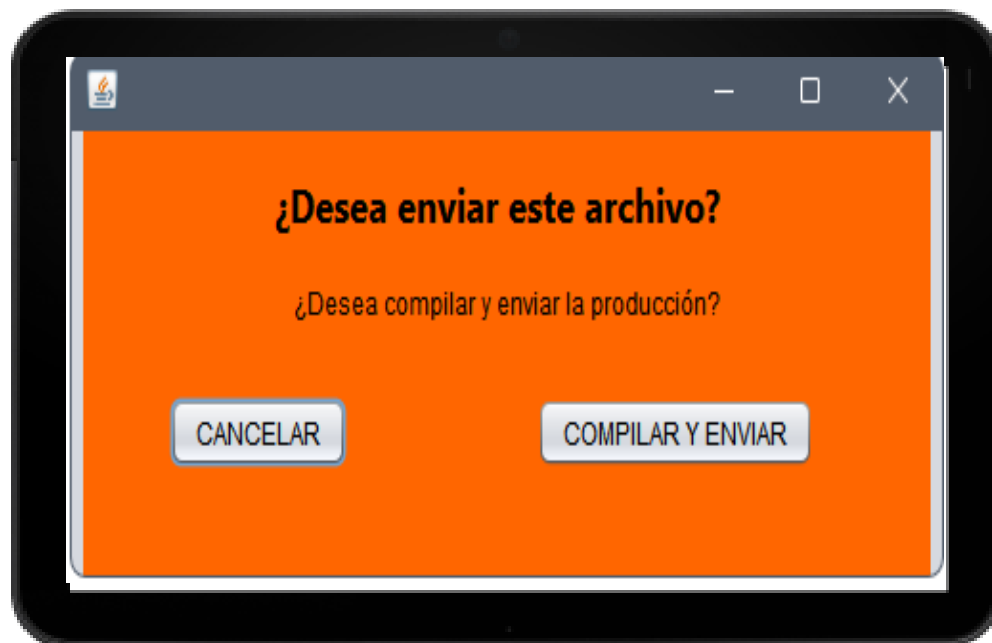 ¿Desea enviar este archivo?
¿Desea compilar y enviar la producción?
CANCELAR
COMPILAR Y ENVIAR